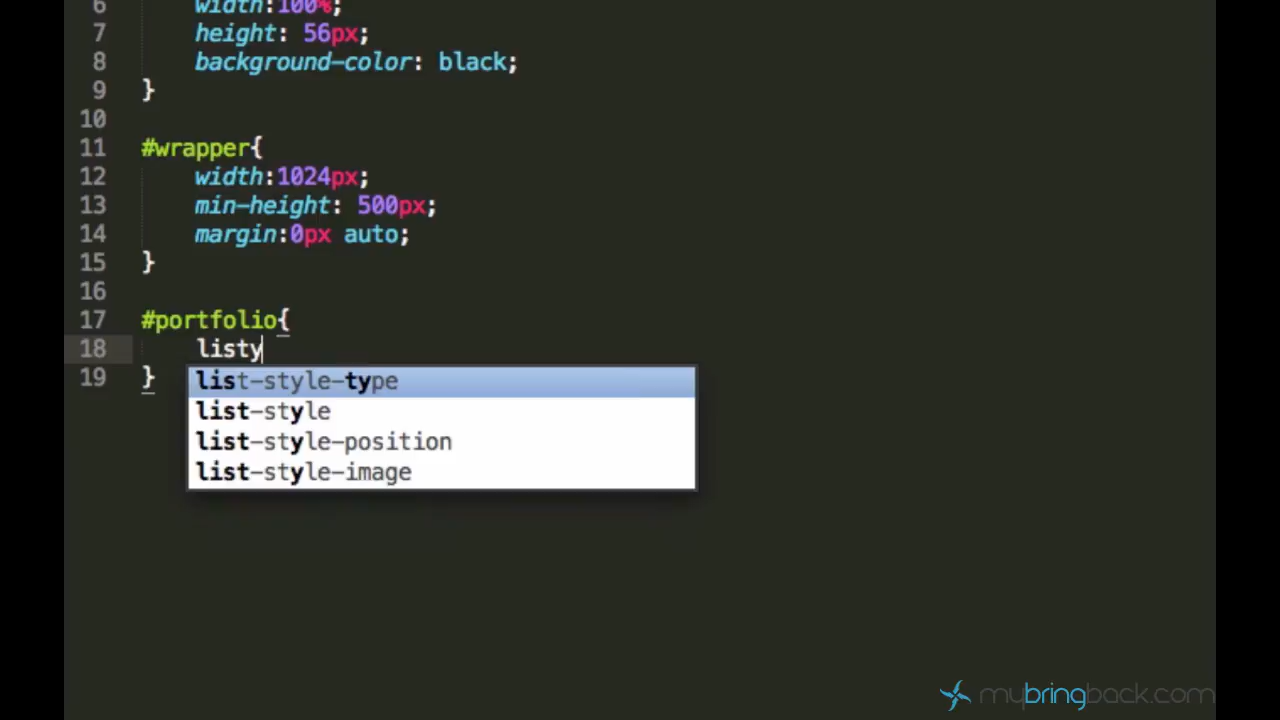 6 width:100%;
7 height: 56px;
8 background-color: black;
9 }
10
11 #wrapper{
12 width:1024px;
13 min-height: 500px;
14 margin:0px auto;
15 }
16
17 #portfolio{
18 listy
19 }
list-style-type
list-style
list-style-position
list-style-image
mybringback.com